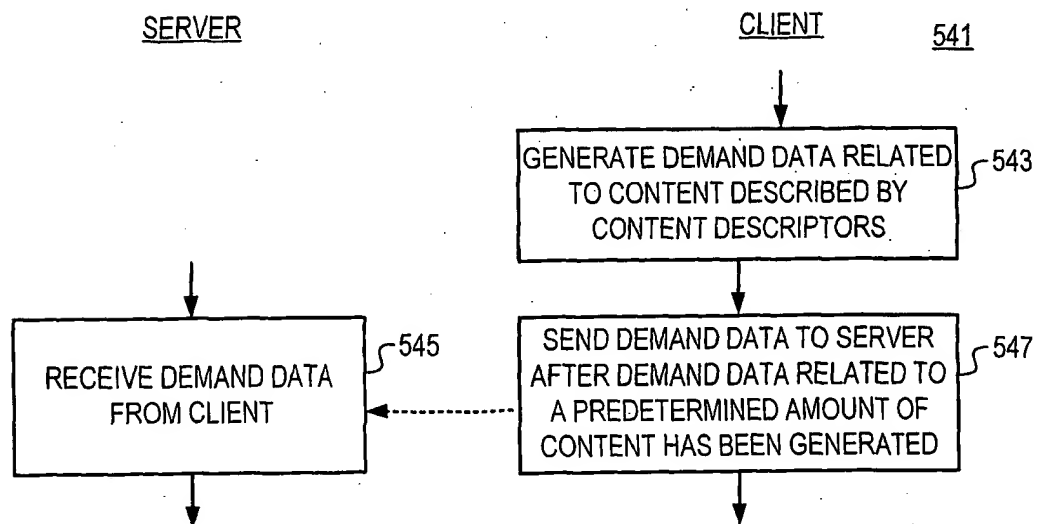 SERVER
CLIENT
541
GENERATE DEMAND DATA RELATED
TO CONTENT DESCRIBED BY
CONTENT DESCRIPTORS
543
RECEIVE DEMAND DATA
FROM CLIENT
545
SEND DEMAND DATA TO SERVER
AFTER DEMAND DATA RELATED TO
A PREDETERMINED AMOUNT OF
CONTENT HAS BEEN GENERATED
547